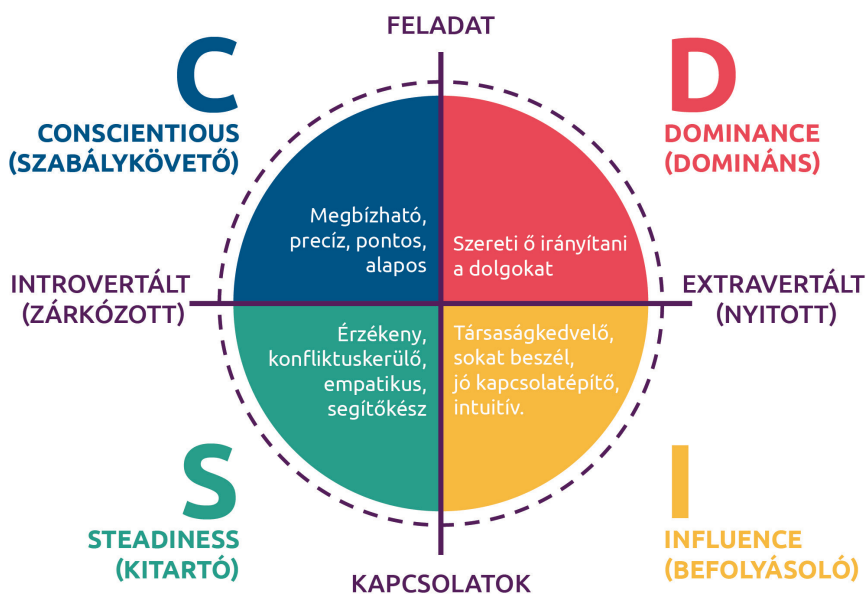 FELADAT
C
CONSCIENTIOUS
(SZABÁLYKÖVETŐ)
D
DOMINANCE
(DOMINÁNS)
Megbízható,
precíz, pontos,
alapos
Szereti ő irányítani
a dolgokat
INTROVERTÁLT
(ZÁRKÓZOTT)
EXTRAVERTÁLT
(NYITOTT)
Érzékeny,
konfliktuskerülő,
empatikus,
segítőkész
Társaságkedvelő,
sokat beszél,
jó kapcsolatépítő,
intuitív.
S
STEADINESS
(KITARTÓ)
I
INFLUENCE
(BEFOLYÁSOLÓ)
KAPCSOLATOK